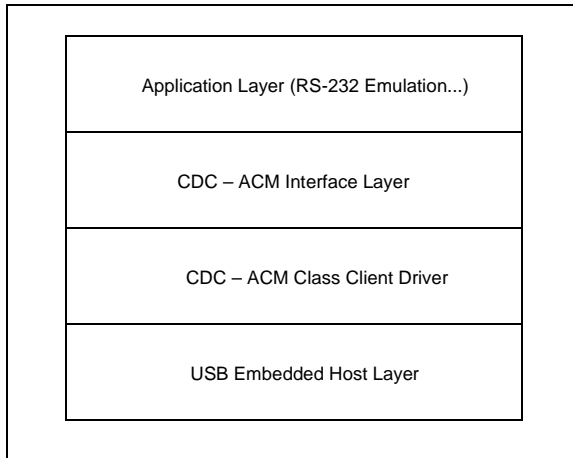 Application Layer (RS-232 Emulation...)
CDC – ACM Interface Layer
CDC – ACM Class Client Driver
USB Embedded Host Layer